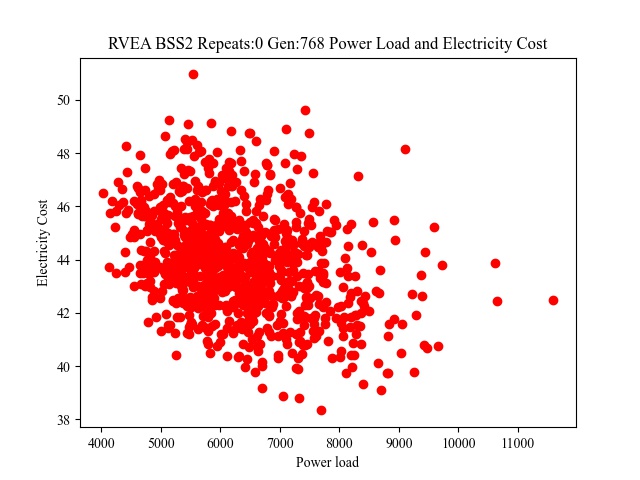 RVEA BSS2 Repeats:0 Gen:768 Power Load and Electricity Cost
Electricity Cost
50
48
46
44
42
40
38
4000 5000 6000 7000 8000 9000 10000 11000
Power load